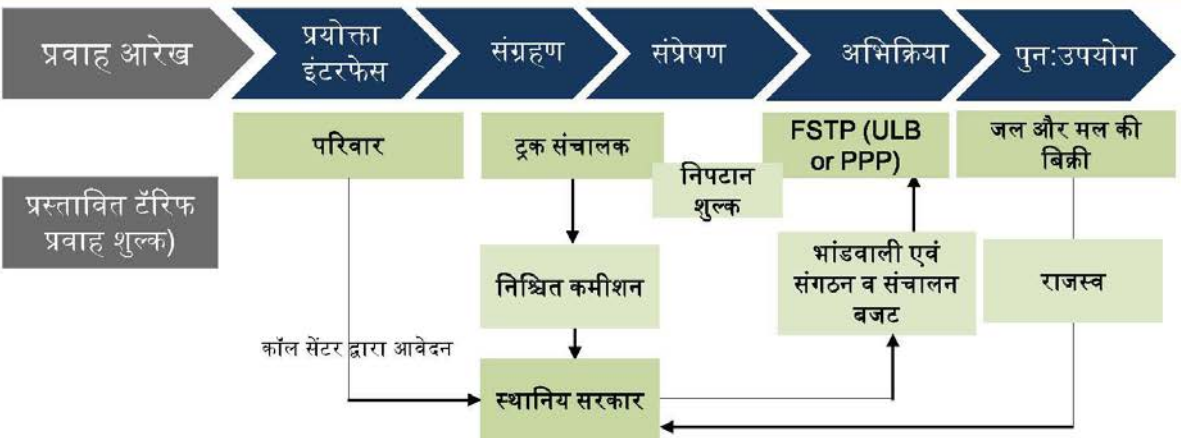 प्रवाह आरेख
प्रयोक्ता
इंटरफेस
संग्रहण
संप्रेषण
अभिक्रिया
पुन:उपयोग
परिवार
ट्रक संचालक
FSTP (ULB
or PPP)
जल और मल की
बिक्री
निपटान
शुल्क
प्रस्तावित टॅरिफ
प्रवाह शुल्क)
निश्चित कमीशन
भांडवाली एवं
संगठन व संचालन
बजट
राजस्व
कॉल सेंटर द्वारा आवेदन
स्थानिय सरकार